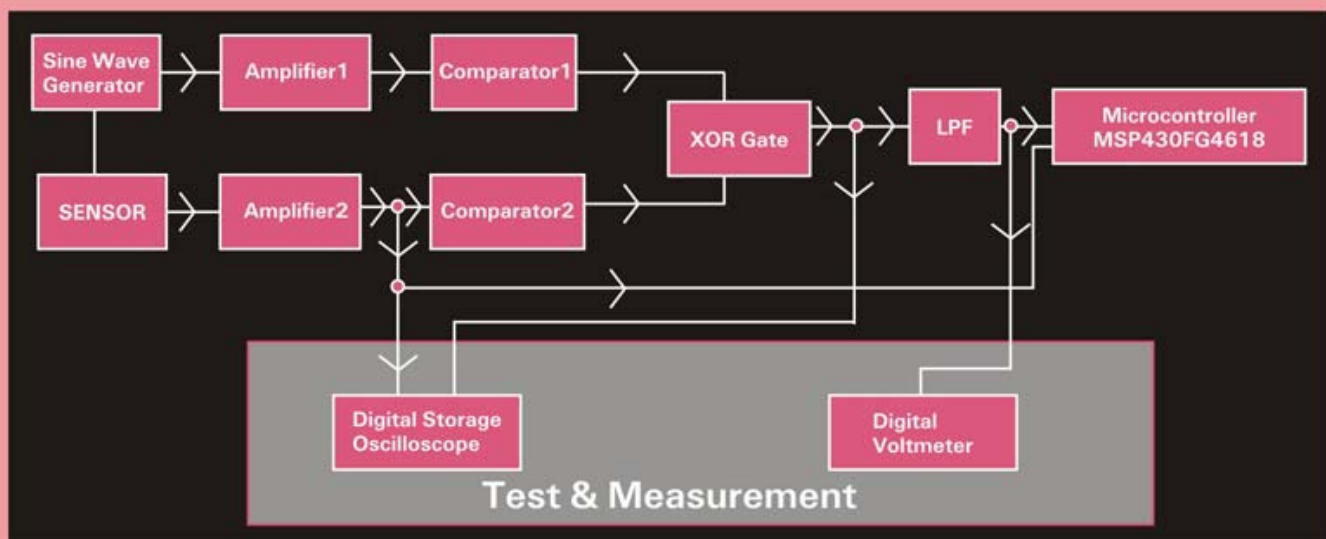 Sine Wave
Generator
Amplifier1
Comparator1
XOR Gate
LPF
Microcontroller
MSP430FG4618
SENSOR
Amplifier2
Comparator2
Digital Storage
Oscilloscope
Digital
Voltmeter
Test & Measurement